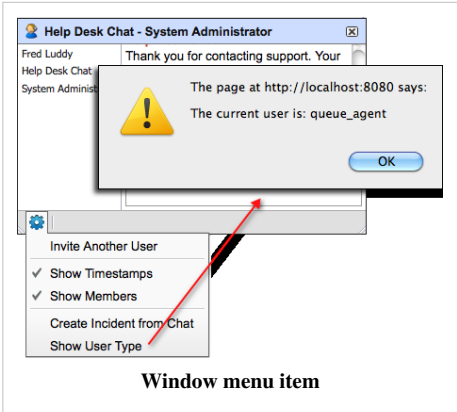 Help Desk Chat - System Administrator
Fred Luddy
Help Desk Chat
System Administ
Thank you for contacting support. Your
The page at http://localhost:8080 says:
The current user is: queue_agent
OK
Invite Another User
Show Timestamps
Show Members
Create Incident from Chat
Show User Type
Window menu item